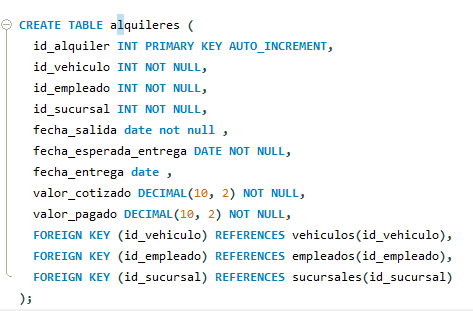 CREATE TABLE alquileres (
id_alquiler INT PRIMARY KEY AUTO_INCREMENT,
id_vehiculo INT NOT NULL,
id_empleado INT NOT NULL,
id_sucursal INT NOT NULL,
fecha_salida date not null ,
fecha_esperada_entrega DATE NOT NULL,
fecha_entrega date ,
valor_cotizado DECIMAL(10, 2) NOT NULL,
valor_pagado DECIMAL(10, 2) NOT NULL,
FOREIGN KEY (id_vehiculo) REFERENCES vehiculos(id_vehiculo),
FOREIGN KEY (id_empleado) REFERENCES empleados(id_empleado),
FOREIGN KEY (id_sucursal) REFERENCES sucursales(id_sucursal)
);